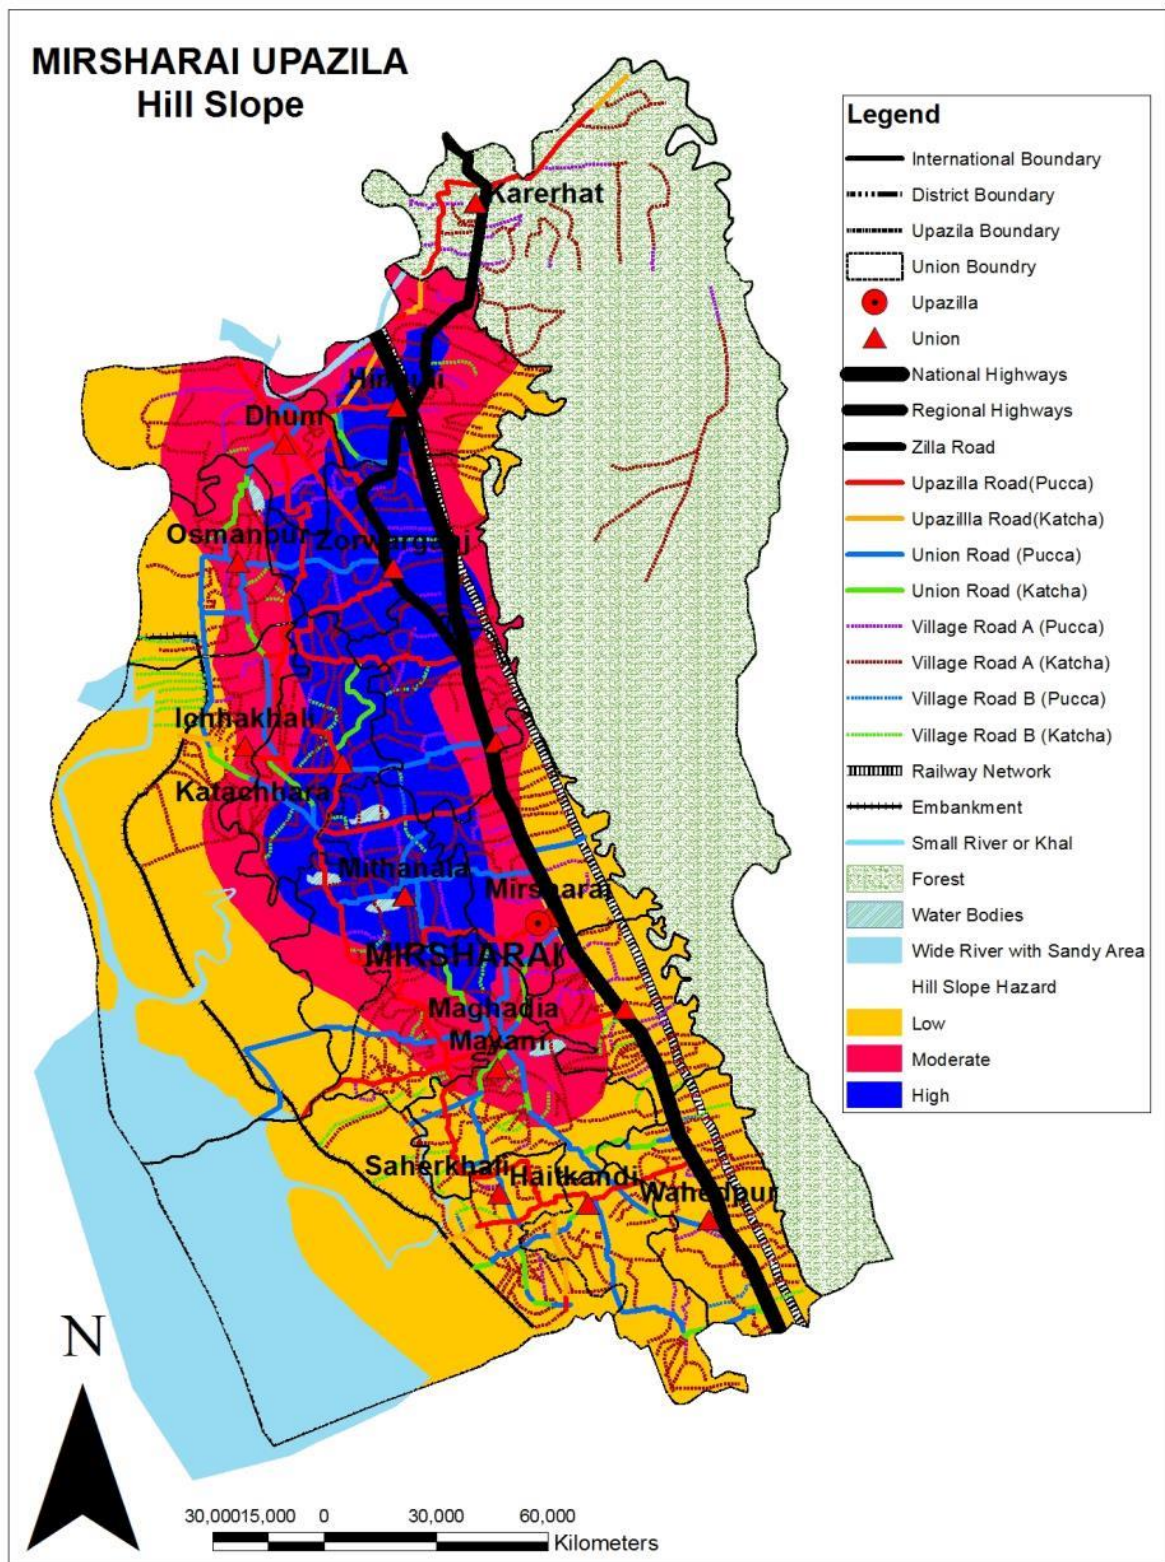 MIRSHARAI UPAZILA
Hill Slope
Legend
International Boundary
District Boundary
Upazila Boundary
Union Boundry
Upazilla
Union
National Highways
Regional Highways
Zilla Road
Upazilla Road(Pucca)
Upazillla Road(Katcha)
Union Road (Pucca)
Union Road (Katcha)
Village Road A (Pucca)
Village Road A (Katcha)
Village Road B (Pucca)
Village Road B (Katcha)
Railway Network
Embankment
Small River or Khal
Forest
Water Bodies
Wide River with Sandy Area
Hill Slope Hazard
Low
Moderate
High
Karerhat
Dhum
Osmanpur
Zorwarganj
Ichhakhali
Katachhara
Mithanala
Mirsharai
MIRSHARAI
Maghadia
Mayani
Saherkhali
Haitkandi
Wahedpur
N
30,00015,000 0 30,000 60,000
Kilometers